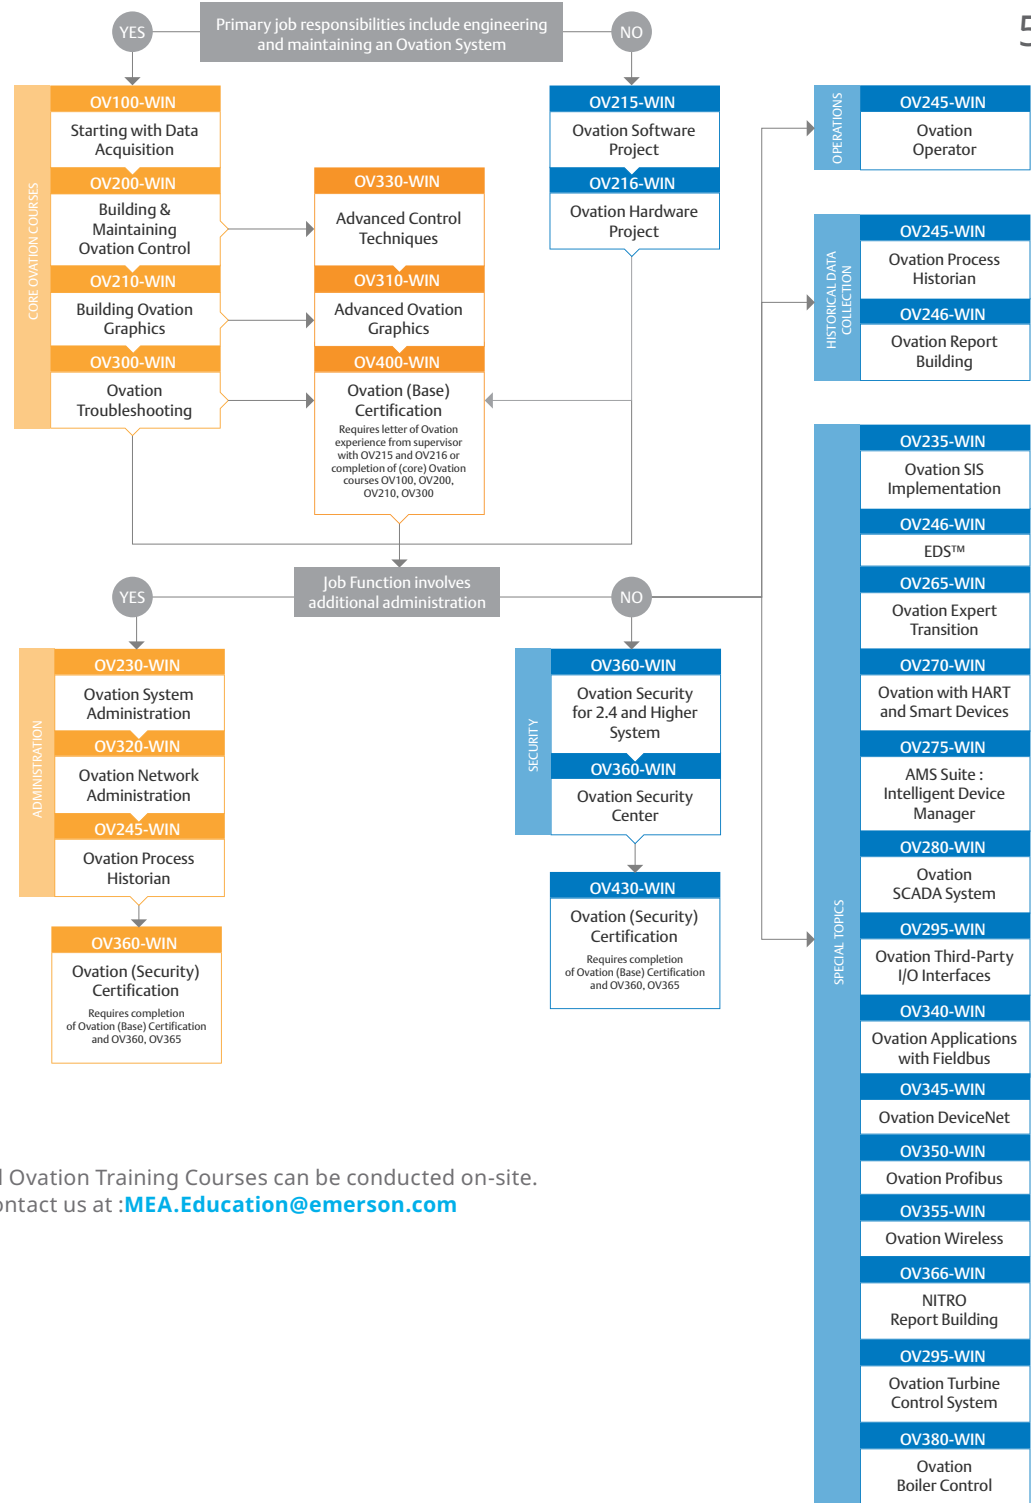 Primary job responsibilities include engineering
and maintaining an Ovation System
YES
NO
5
CORE OVATION COURSES
OV100-WIN
Starting with Data
Acquisition
OV200-WIN
Building &
Maintaining
Ovation Control
OV210-WIN
Building Ovation
Graphics
OV300-WIN
Ovation
Troubleshooting
OV330-WIN
Advanced Control
Techniques
OV310-WIN
Advanced Ovation
Graphics
OV400-WIN
Ovation (Base)
Certification
Requires letter of Ovation
experience from supervisor
with OV215 and OV216 or
completion of (core) Ovation
courses OV100, OV200,
OV210, OV300
OV215-WIN
Ovation Software
Project
OV216-WIN
Ovation Hardware
Project
OPERATIONS
OV245-WIN
Ovation
Operator
HISTORICAL DATA
COLLECTION
OV245-WIN
Ovation Process
Historian
OV246-WIN
Ovation Report
Building
Job Function involves
additional administration
YES
NO
ADMINISTRATION
OV230-WIN
Ovation System
Administration
OV320-WIN
Ovation Network
Administration
OV245-WIN
Ovation Process
Historian
OV360-WIN
Ovation (Security)
Certification
Requires completion
of Ovation (Base) Certification
and OV360, OV365
SECURITY
OV360-WIN
Ovation Security
for 2.4 and Higher
System
OV360-WIN
Ovation Security
Center
OV430-WIN
Ovation (Security)
Certification
Requires completion
of Ovation (Base) Certification
and OV360, OV365
SPECIAL TOPICS
OV235-WIN
Ovation SIS
Implementation
OV246-WIN
EDS™
OV265-WIN
Ovation Expert
Transition
OV270-WIN
Ovation with HART
and Smart Devices
OV275-WIN
AMS Suite :
Intelligent Device
Manager
OV280-WIN
Ovation
SCADA System
OV295-WIN
Ovation Third-Party
I/O Interfaces
OV340-WIN
Ovation Applications
with Fieldbus
OV345-WIN
Ovation DeviceNet
OV350-WIN
Ovation Profibus
OV355-WIN
Ovation Wireless
OV366-WIN
NITRO
Report Building
OV295-WIN
Ovation Turbine
Control System
OV380-WIN
Ovation
Boiler Control
l Ovation Training Courses can be conducted on-site.
ontact us at :MEA.Education@emerson.com